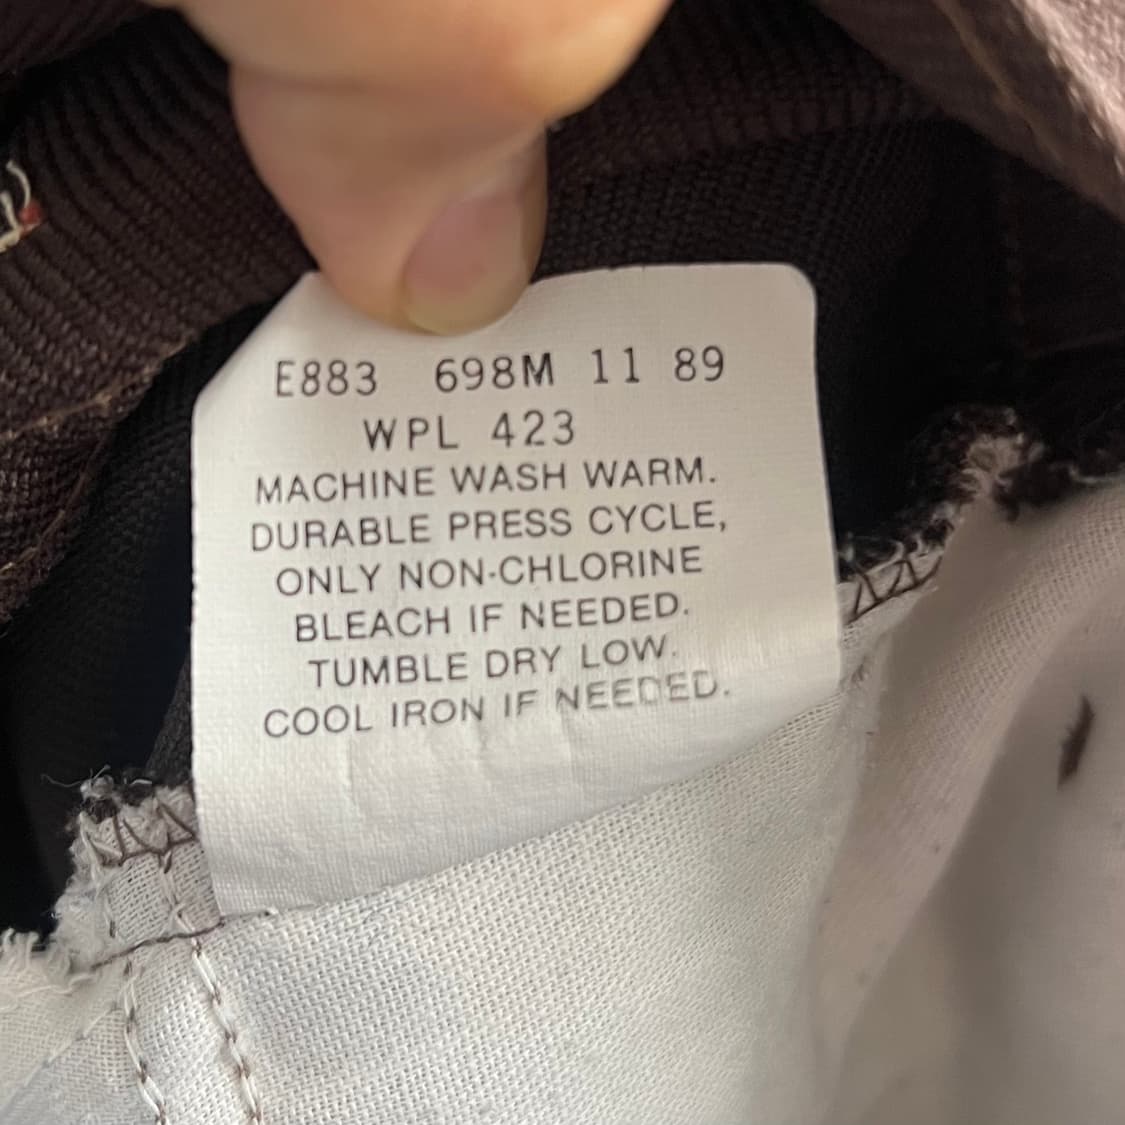 E883 698M 11 89
WPL 423
MACHINE WASH WARM.
DURABLE PRESS CYCLE,
ONLY NON-CHLORINE
BLEACH IF NEEDED.
TUMBLE DRY LOW.
COOL IRON IF NEEDED.